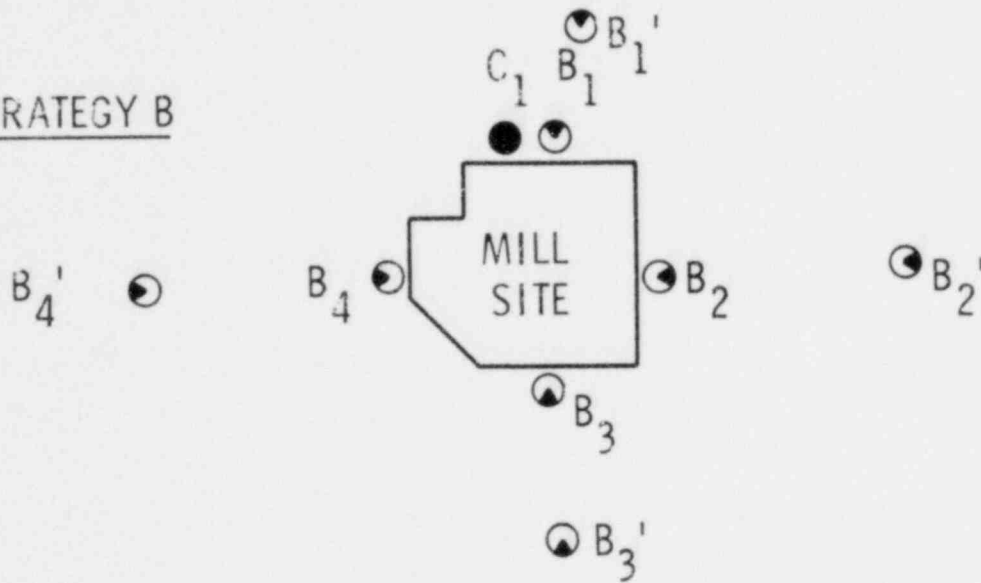 RATEGY B
B₁'
C₁ B₁
MILL
SITE
B₄'
B₄
B₂
B₂'
B₃
B₃'